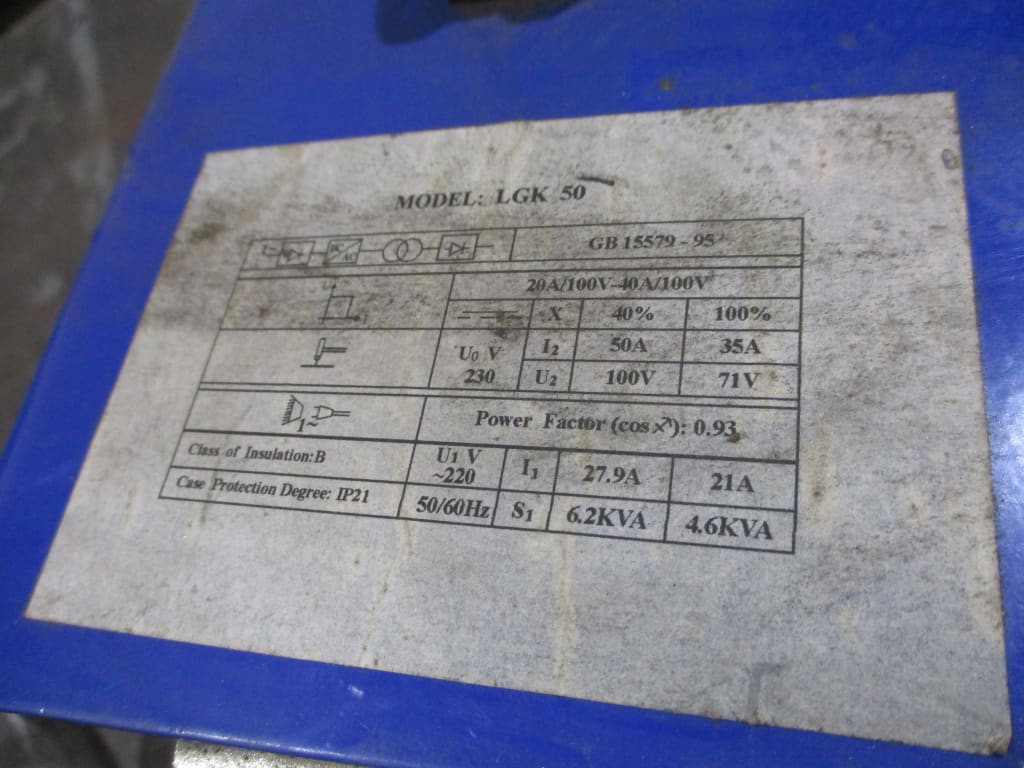 MODEL: LGK 50
GB 15579 - 95
20A/100V-40A/100V
X 40% 100%
U0 V 230
I2 50A 35A
U2 100V 71V
Power Factor (cos): 0.93
Class of Insulation: B
U1 V ~220
I1 27.9A 21A
Case Protection Degree: IP21
50/60Hz S1 6.2KVA 4.6KVA